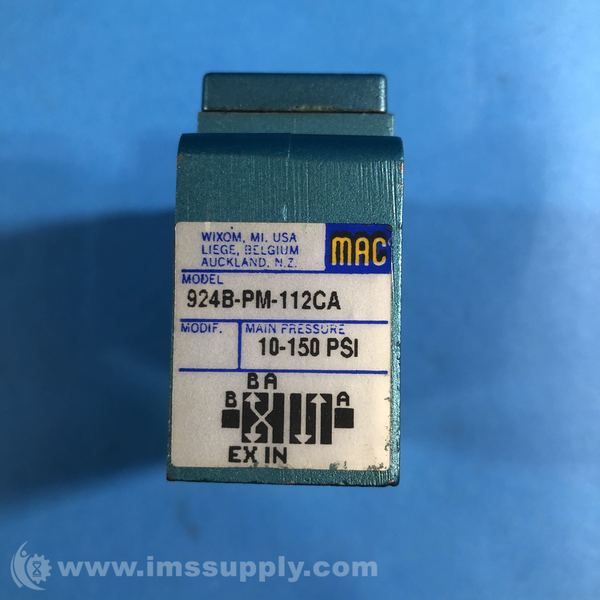 WIXOM, MI. USA
LIEGE, BELGIUM
AUCKLAND, N.Z.
MAC
MODEL
924B-PM-112CA
MODIF.
MAIN PRESSURE
10-150 PSI
B A
B
A
EX IN
www.imssupply.com